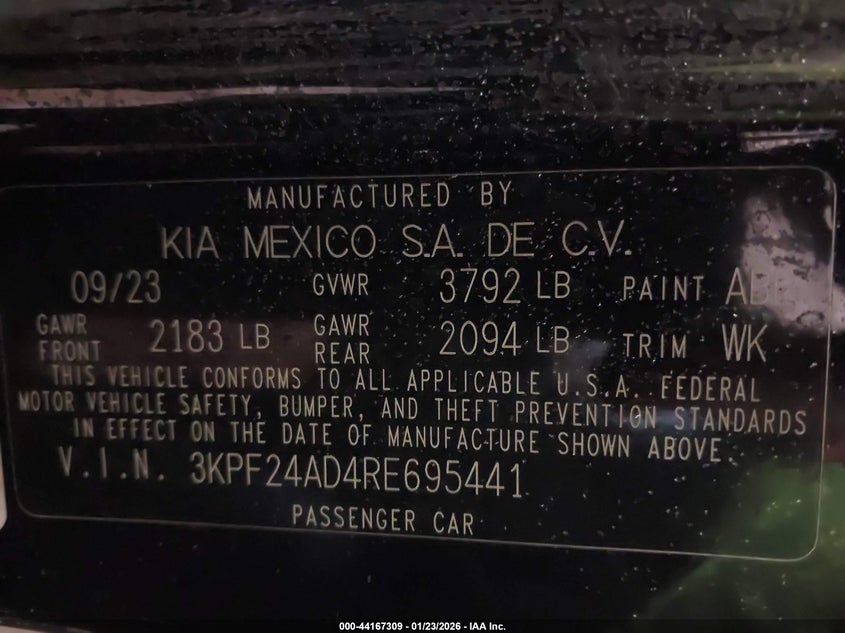 MANUFACTURED BY
KIA MEXICO S.A. DE C.V.
09/23 GVWR 3792 LB PAINT
GAWR FRONT 2183 LB GAWR REAR 2094 LB TRIM WK
THIS VEHICLE CONFORMS TO ALL APPLICABLE U.S.A. FEDERAL
MOTOR VEHICLE SAFETY, BUMPER, AND THEFT PREVENTION STANDARDS
IN EFFECT ON THE DATE OF MANUFACTURE SHOWN ABOVE.
V.I.N. 3KPF24AD4RE695441
PASSENGER CAR
000-44167309 - 01/23/2026 - IAA Inc.